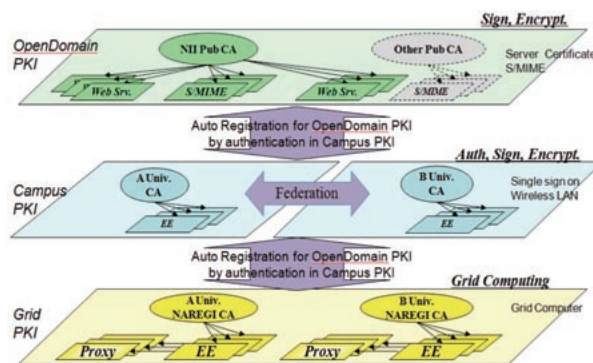 Sign, Encrypt.
OpenDomain
PKI
NII Pub CA
Other Pub CA
Server Certificate
S/MIME
Web Srv.
S/MIME
Web Srv.
S/MIME
Auto Registration for OpenDomain PKI
by authentication in Campus PKI
Auth, Sign, Encrypt.
Campus
PKI
A Univ.
CA
EE
Federation
B Univ.
CA
EE
Single sign on
Wireless LAN
Auto Registration for OpenDomain PKI
by authentication in Campus PKI
Grid Computing
Grid
PKI
A Univ.
NAREGI CA
B Univ.
NAREGI CA
Grid Computer
Proxy
EE
Proxy
EE